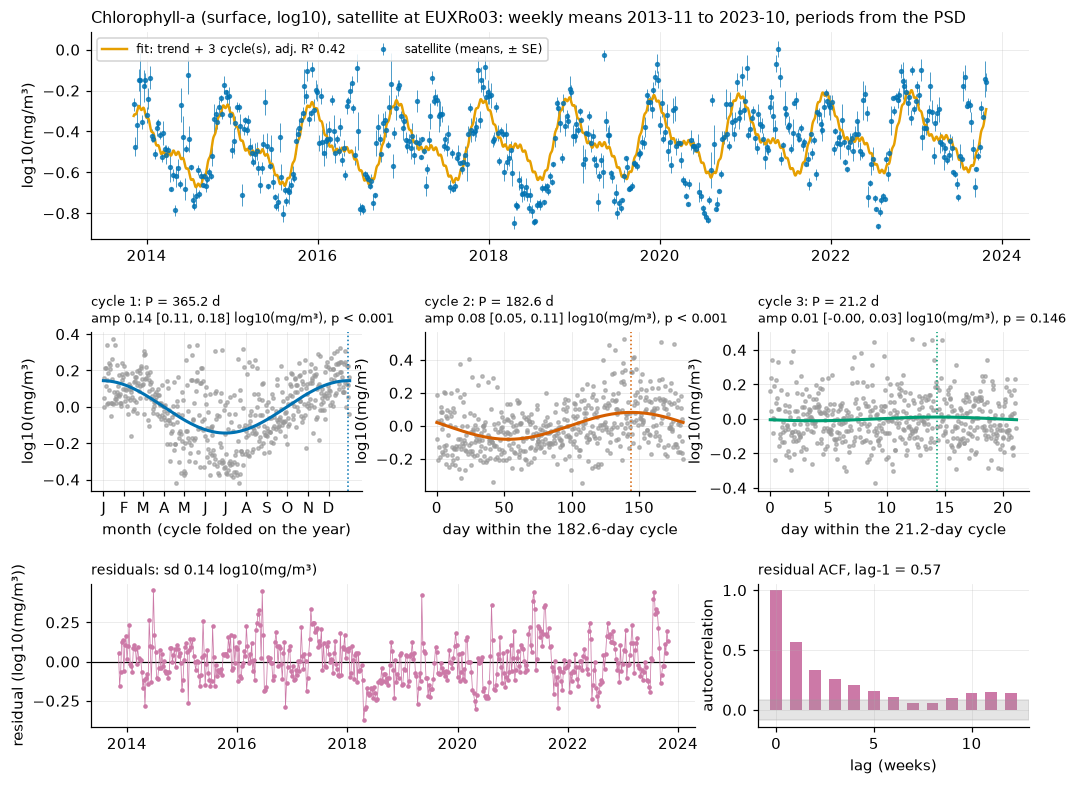 Chlorophyll-a (surface, log10), satellite at EUXRo03: weekly means 2013-11 to 2023-10, periods from the PSD
fit: trend + 3 cycle(s), adj. R² 0.42
satellite (means, ± SE)
log10(mg/m³)
0.0
−0.2
−0.4
−0.6
−0.8
2014
2016
2018
2020
2022
2024
cycle 1: P = 365.2 d
amp 0.14 [0.11, 0.18] log10(mg/m³), p < 0.001
log10(mg/m³)
0.4
0.2
0.0
−0.2
−0.4
J F M A M J J A S O N D
month (cycle folded on the year)
cycle 2: P = 182.6 d
amp 0.08 [0.05, 0.11] log10(mg/m³), p < 0.001
log10(mg/m³)
0.4
0.2
0.0
−0.2
0
50
100
150
day within the 182.6-day cycle
cycle 3: P = 21.2 d
amp 0.01 [-0.00, 0.03] log10(mg/m³), p = 0.146
log10(mg/m³)
0.4
0.2
0.0
−0.2
−0.4
0
5
10
15
20
day within the 21.2-day cycle
residuals: sd 0.14 log10(mg/m³)
residual (log10(mg/m³))
0.25
0.00
−0.25
2014
2016
2018
2020
2022
2024
residual ACF, lag-1 = 0.57
autocorrelation
1.0
0.5
0.0
0
5
10
lag (weeks)